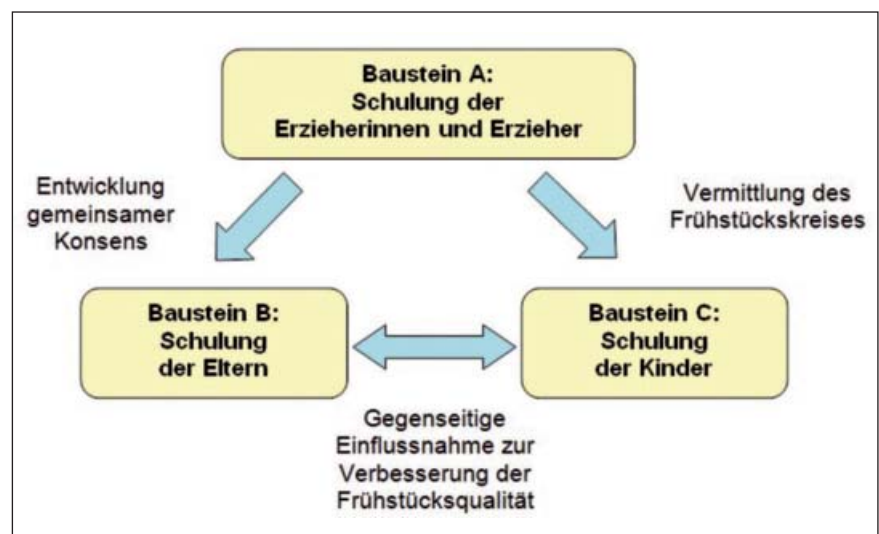 Baustein A:
Schulung der
Erzieherinnen und Erzieher
Entwicklung
gemeinsamer
Konsens
Vermittlung des
Frühstückskreises
Baustein B:
Schulung
der Eltern
Baustein C:
Schulung
der Kinder
Gegenseitige
Einflussnahme zur
Verbesserung der
Frühstücksqualität